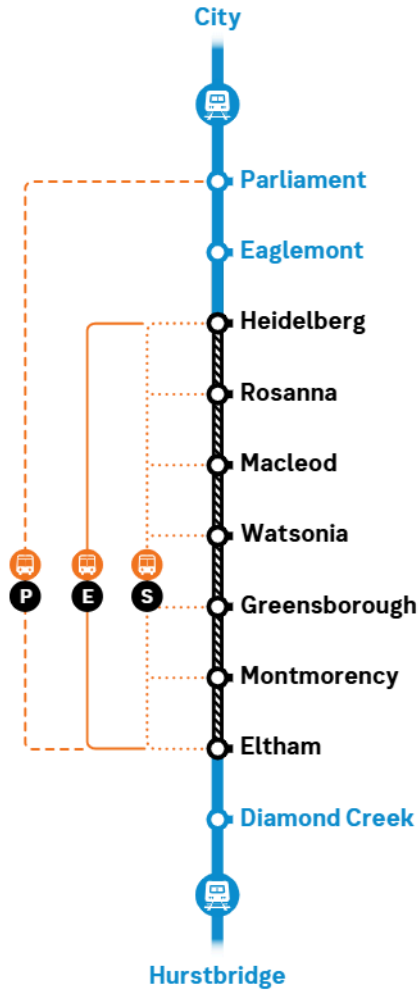 City
Parliament
Eaglemont
Heidelberg
Rosanna
Macleod
Watsonia
P E S
Greensborough
Montmorency
Eltham
Diamond Creek
Hurstbridge